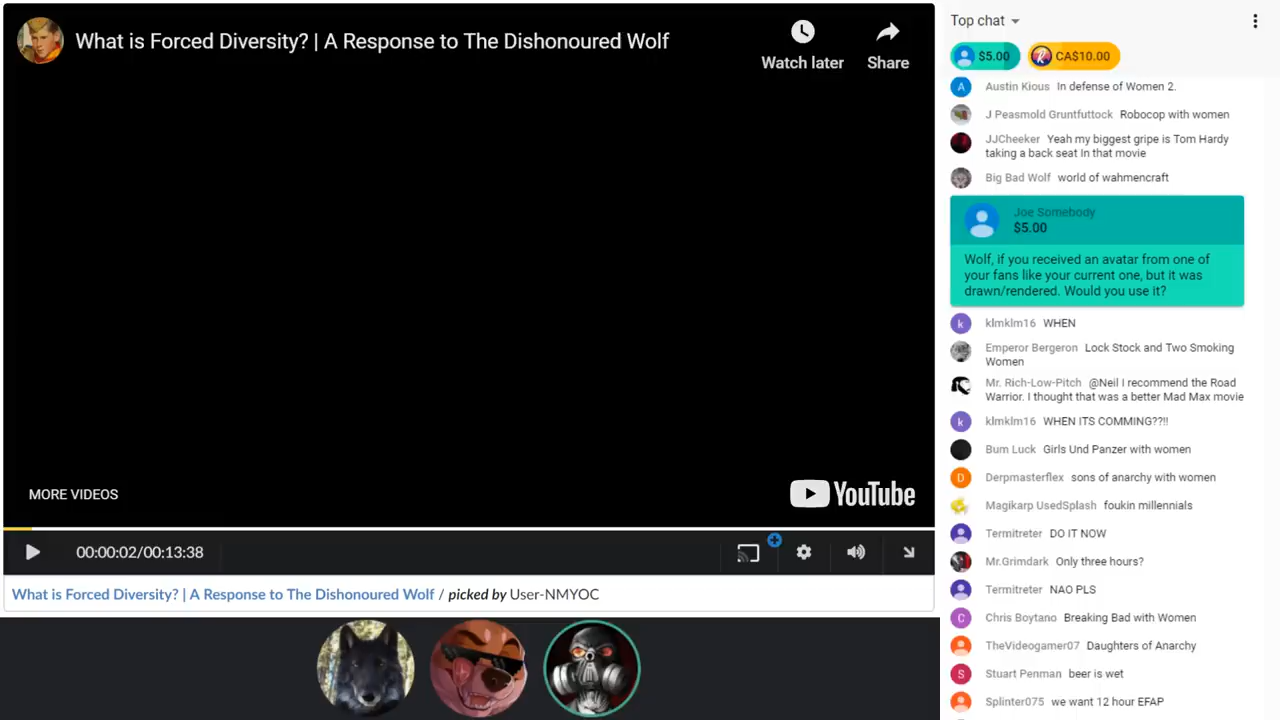 What is Forced Diversity? | A Response to The Dishonoured Wolf
Watch later
Share
MORE VIDEOS
YouTube
00:00:02/00:13:38
What is Forced Diversity? | A Response to The Dishonoured Wolf / picked by User-NMYOC
Top chat
$5.00
CA$10.00
A
Austin Kious In defense of Women 2.
J Peasmold Gruntfuttock Robocop with women
JJCheeker Yeah my biggest gripe is Tom Hardy
taking a back seat In that movie
Big Bad Wolf world of wahmencraft
Joe Somebody
$5.00
Wolf, if you received an avatar from one of
your fans like your current one, but it was
drawn/rendered. Would you use it?
k
klmklm16 WHEN
Emperor Bergeron Lock Stock and Two Smoking
Women
Mr. Rich-Low-Pitch @Neil I recommend the Road
Warrior. I thought that was a better Mad Max movie
k
klmklm16 WHEN ITS COMMING??!!
Bum Luck Girls Und Panzer with women
D
Derpmasterflex sons of anarchy with women
Magikarp UsedSplash foukin millennials
Termitreter DO IT NOW
Mr.Grimdark Only three hours?
Termitreter NAO PLS
C
Chris Boytano Breaking Bad with Women
TheVideogamer07 Daughters of Anarchy
S
Stuart Penman beer is wet
Splinter075 we want 12 hour EFAP